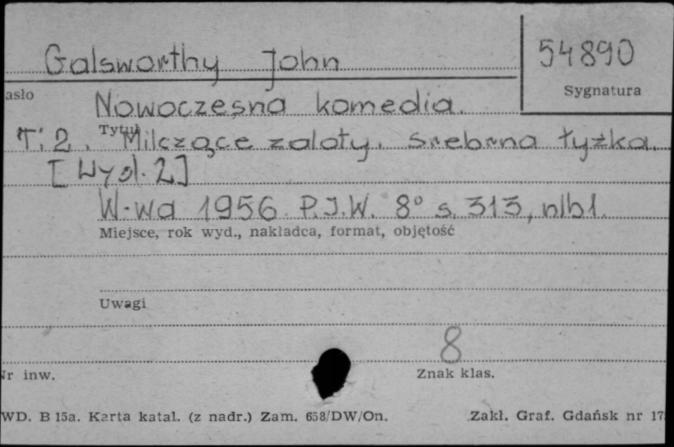 Galsworthy John
54890
Sygnatura
asło
Nowoczesna komedia.
T. 2. Tytuł Milczące zaloty. Srebrna łyżka.
[Wyd. 2]
W-wa 1956 P.I.W. 8° s. 313, nlb 1.
Miejsce, rok wyd., nakładca, format, objętość
Uwagi
8
Nr inw.
Znak klas.
WD. B 15a. Karta katal. (z nadr.) Zam. 658/DW/On.
Zakł. Graf. Gdańsk nr 17